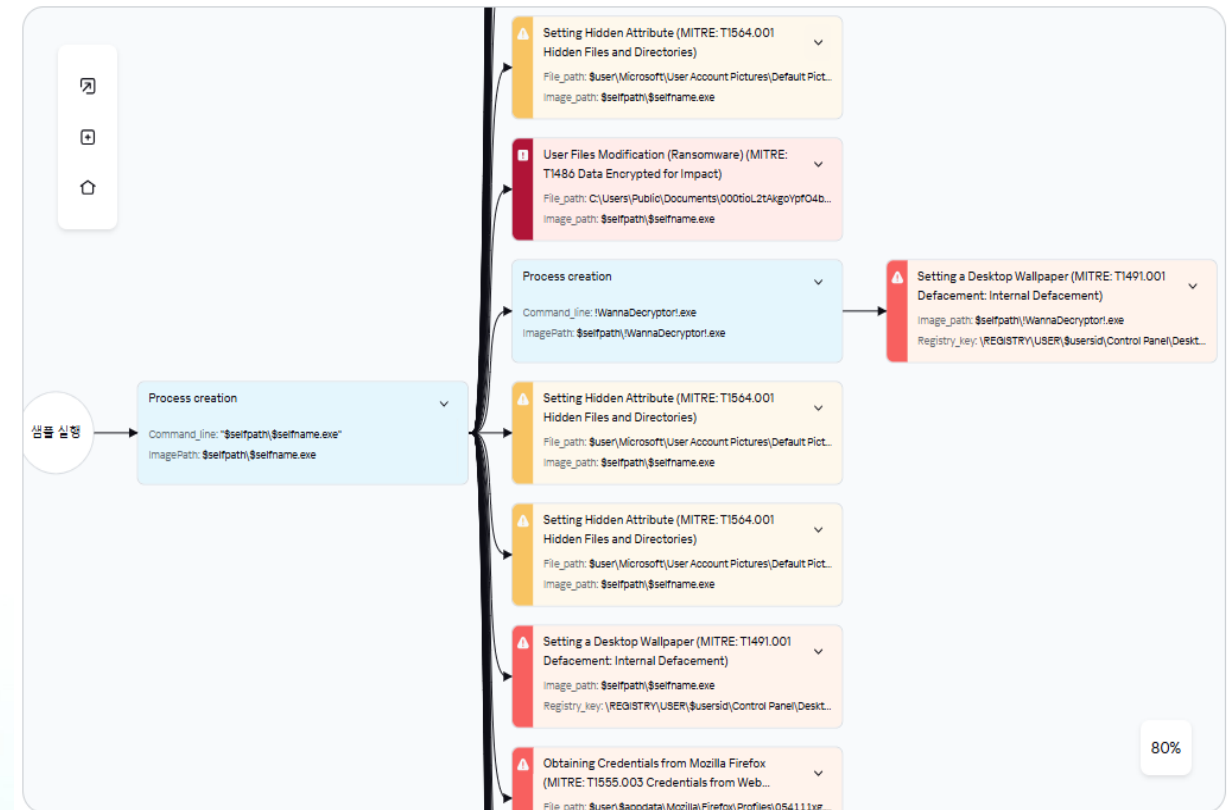 Setting Hidden Attribute (MITRE: T1564.001
Hidden Files and Directories)
File_path: $user\Microsoft\User Account Pictures\Default Pict...
Image_path: $selfpath\$selfname.exe
User Files Modification (Ransomware) (MITRE:
T1486 Data Encrypted for Impact)
File_path: C:\Users\Public\Documents\000tioL2tAkgoYpfO4b...
Image_path: $selfpath\$selfname.exe
Process creation
Command_line: !WannaDecryptor!.exe
ImagePath: $selfpath\!WannaDecryptor!.exe
Setting a Desktop Wallpaper (MITRE: T1491.001
Defacement: Internal Defacement)
Image_path: $selfpath\!WannaDecryptor!.exe
Registry_key: \REGISTRY\USER\$usersid\Control Panel\Deskt...
샘플 실행
Process creation
Command_line: "$selfpath\$selfname.exe"
ImagePath: $selfpath\$selfname.exe
Setting Hidden Attribute (MITRE: T1564.001
Hidden Files and Directories)
File_path: $user\Microsoft\User Account Pictures\Default Pict...
Image_path: $selfpath\$selfname.exe
Setting Hidden Attribute (MITRE: T1564.001
Hidden Files and Directories)
File_path: $user\Microsoft\User Account Pictures\Default Pict...
Image_path: $selfpath\$selfname.exe
Setting a Desktop Wallpaper (MITRE: T1491.001
Defacement: Internal Defacement)
Image_path: $selfpath\$selfname.exe
Registry_key: \REGISTRY\USER\$usersid\Control Panel\Deskt...
Obtaining Credentials from Mozilla Firefox
(MITRE: T1555.003 Credentials from Web...
File_path: $user\$appdata\Mozilla\Firefox\Profiles\054111xg...
80%